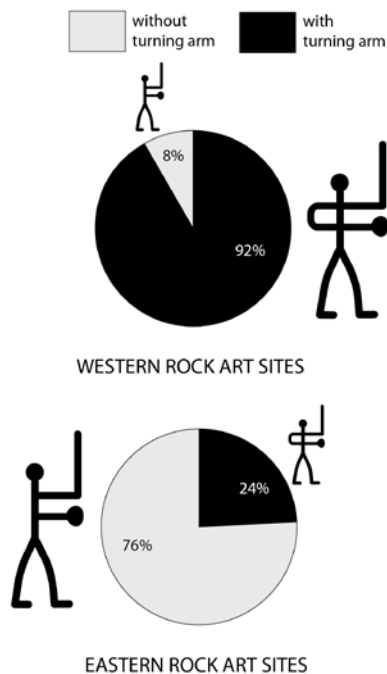 without
turning arm
with
turning arm
8%
92%
WESTERN ROCK ART SITES
24%
76%
EASTERN ROCK ART SITES